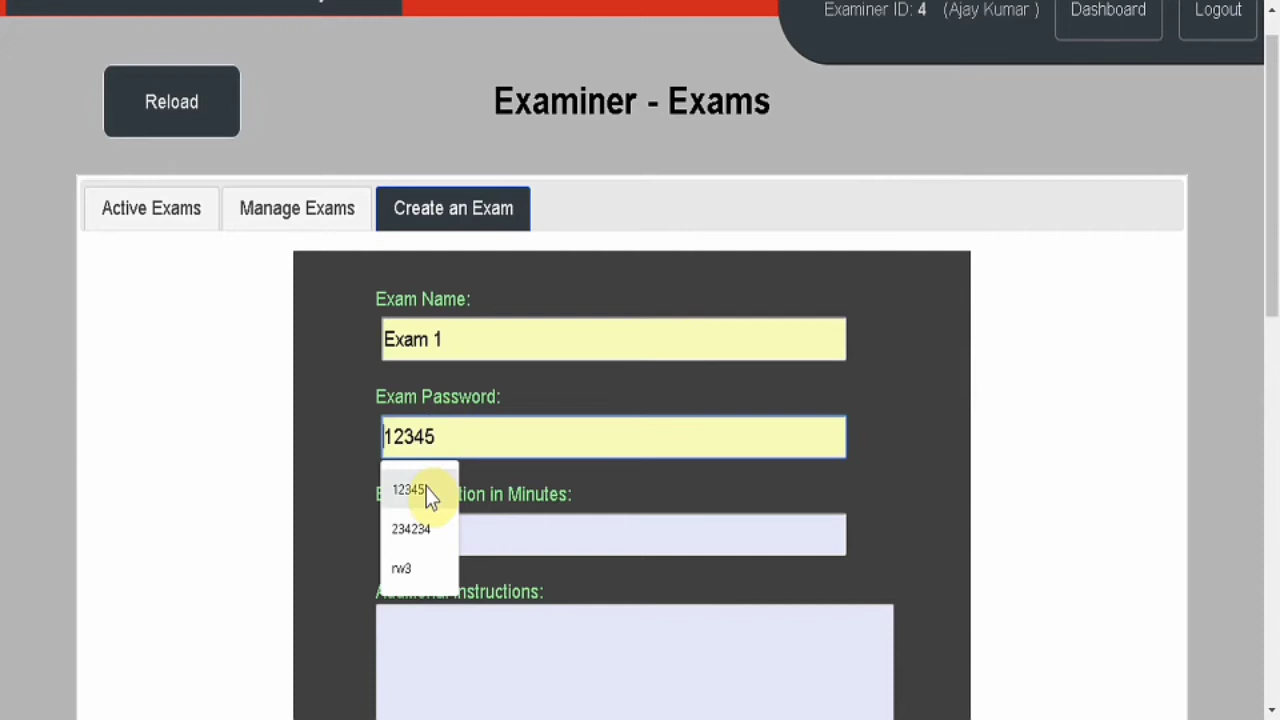 Examiner ID: 4 (Ajay Kumar ) Dashboard Logout
Reload
Examiner - Exams
Active Exams Manage Exams Create an Exam
Exam Name:
Exam 1
Exam Password:
12345
12345
in Minutes:
234234
rw3
Instructions: